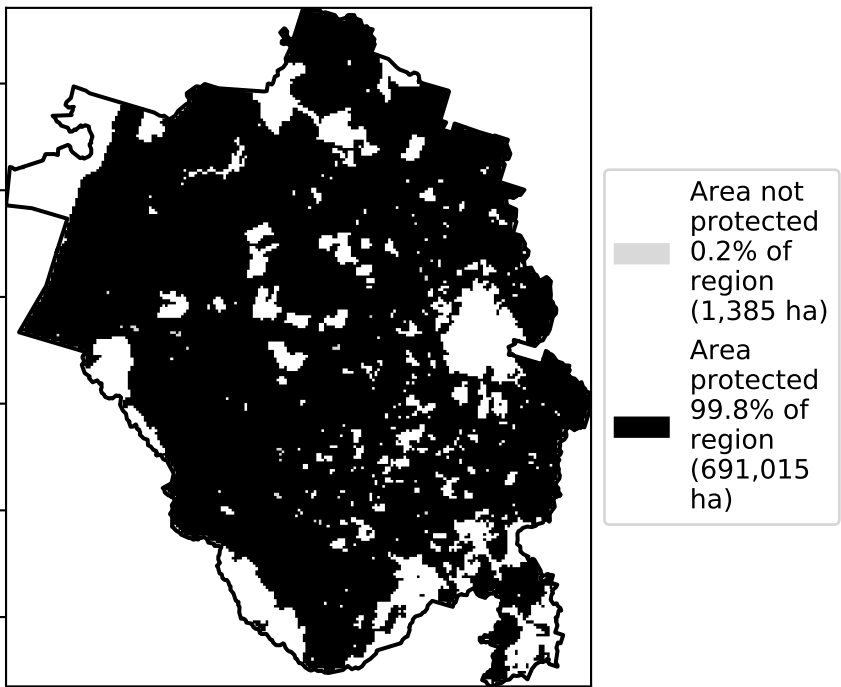 Area not
protected
0.2% of
region
(1,385 ha)
Area
protected
99.8% of
region
(691,015
ha)